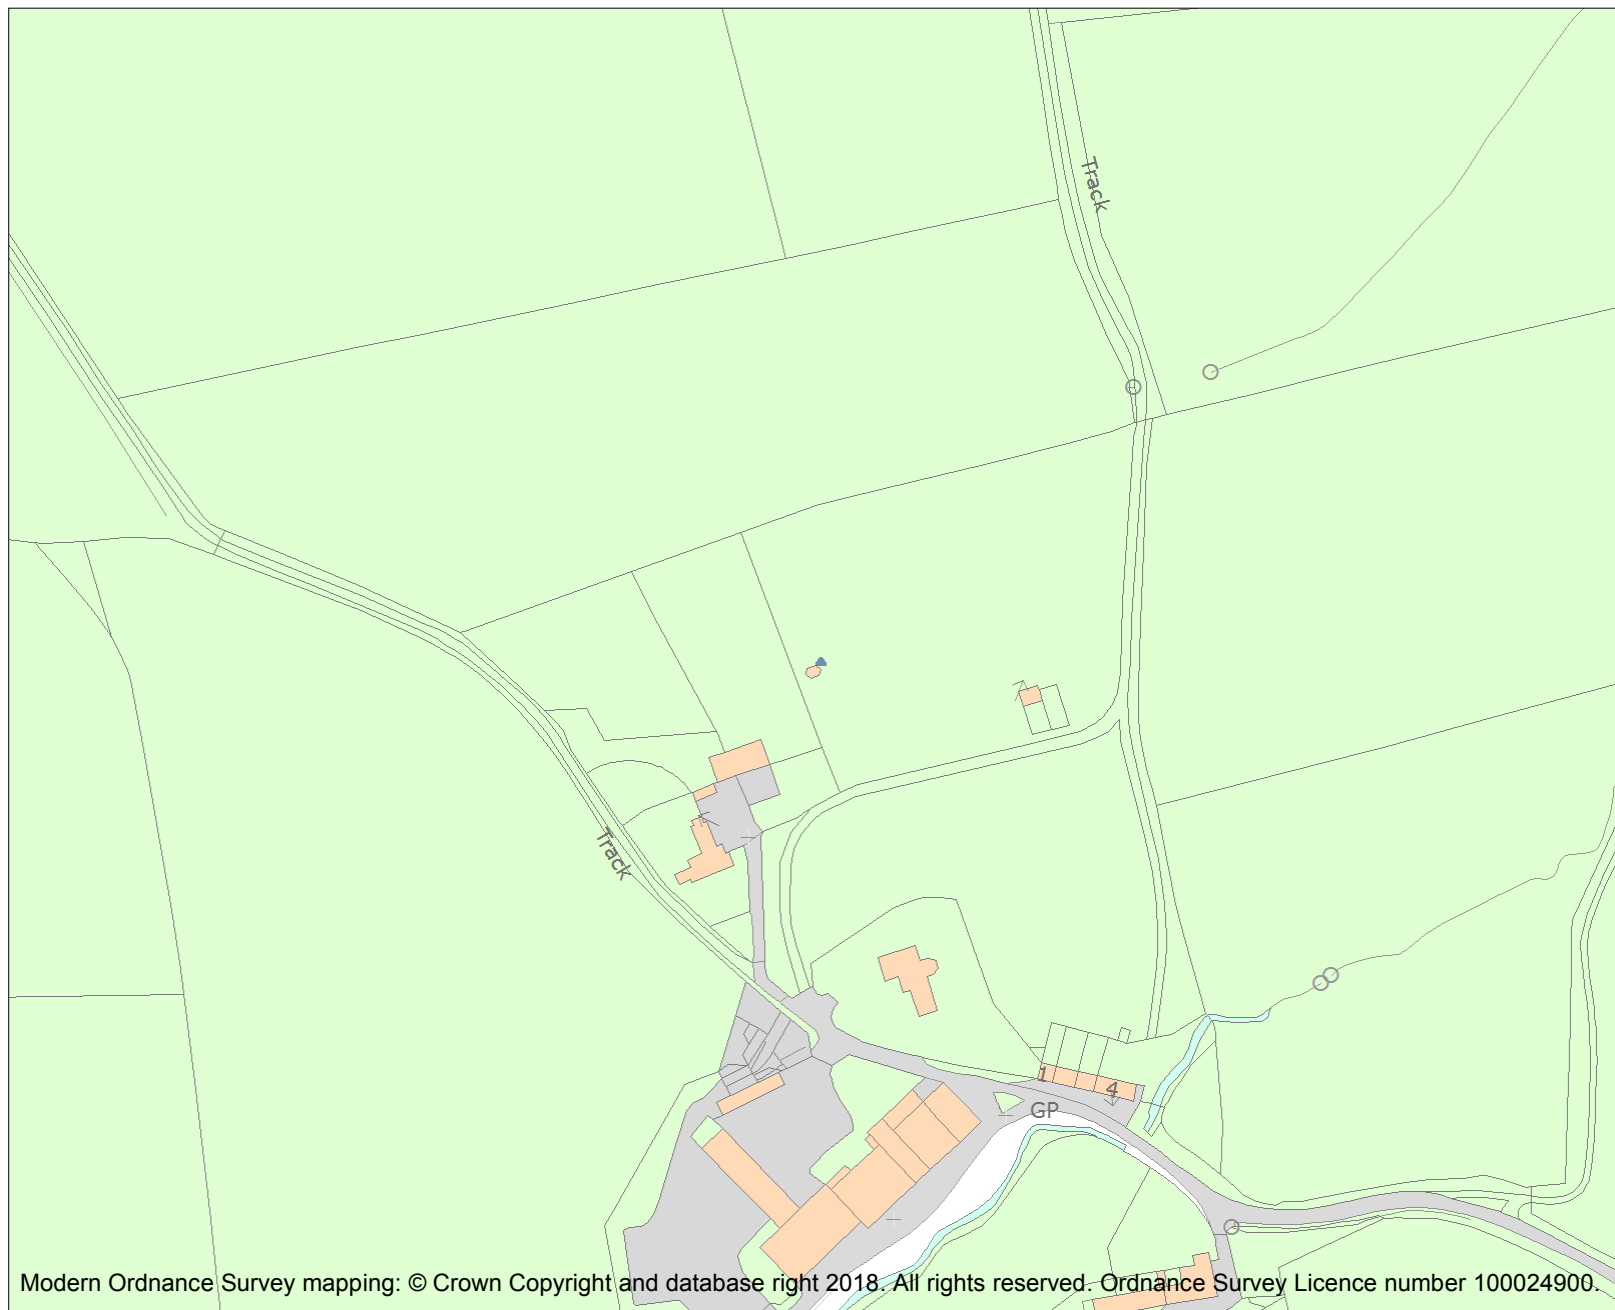 Track
Track
1
4
GP
Modern Ordnance Survey mapping: © Crown Copyright and database right 2018. All rights reserved. Ordnance Survey Licence number 100024900.